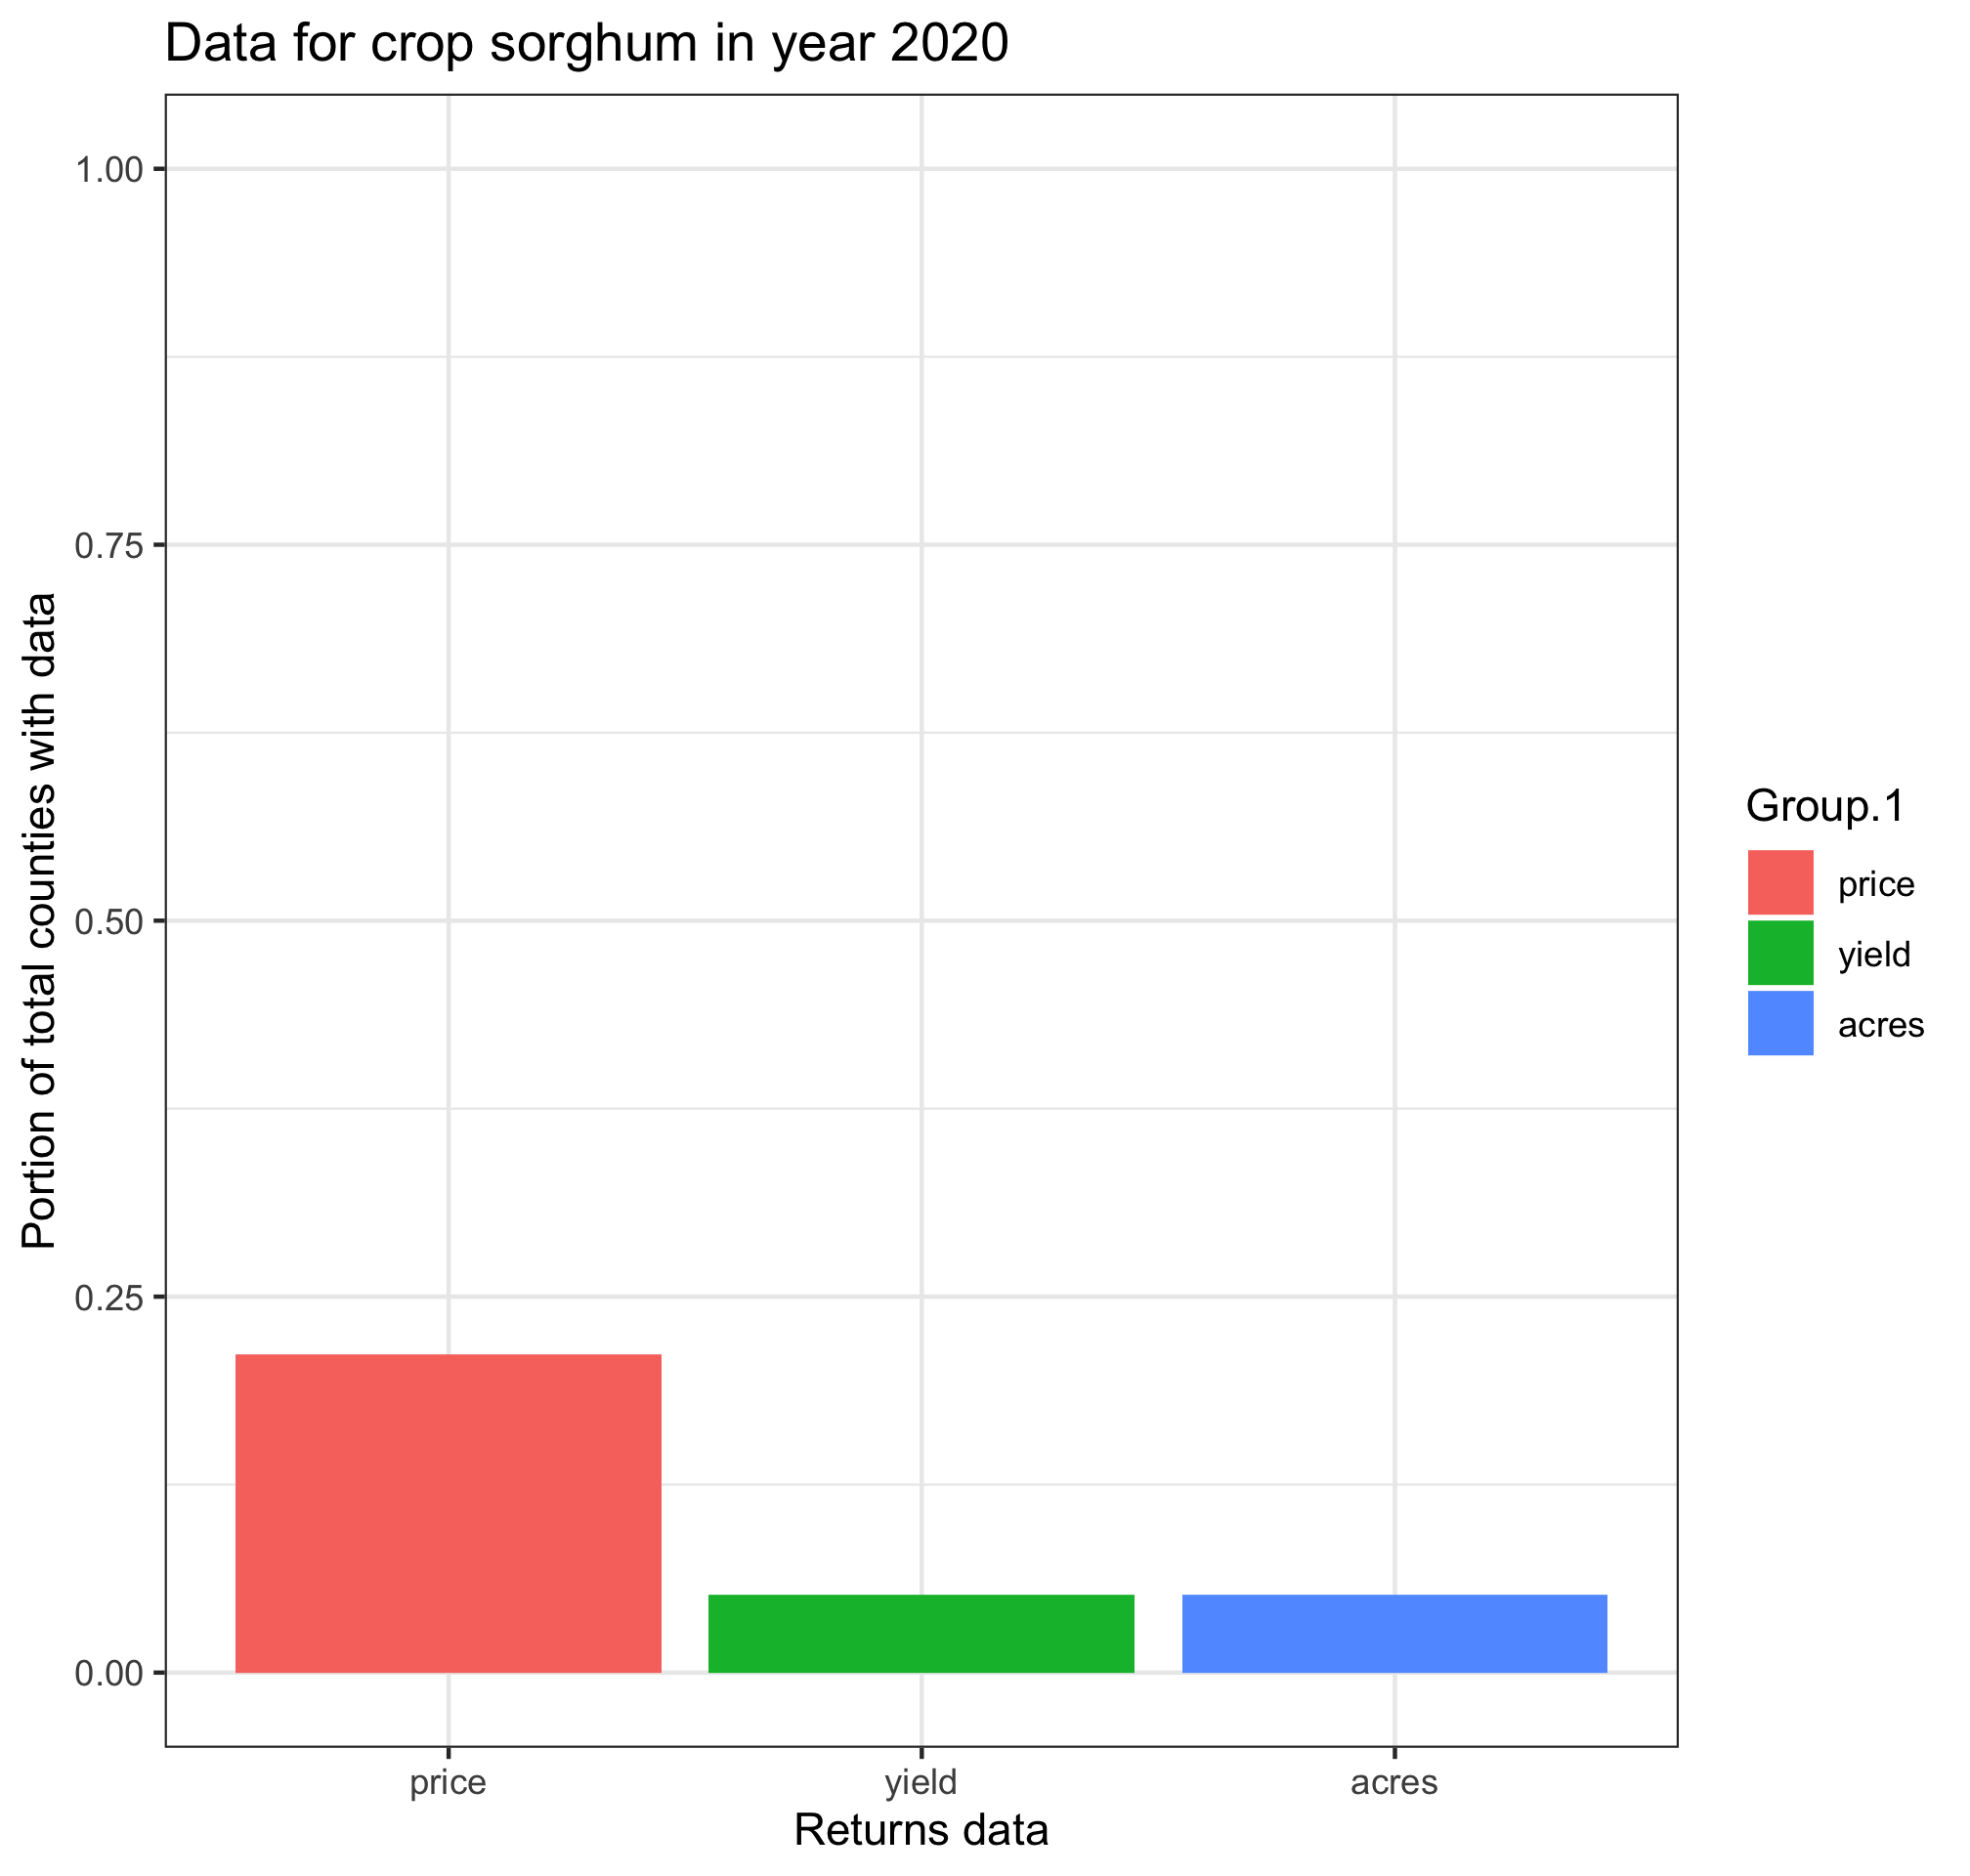 Data for crop sorghum in year 2020
Portion of total counties with data
1.00
0.75
0.50
0.25
0.00
price
yield
acres
Returns data
Group.1
price
yield
acres